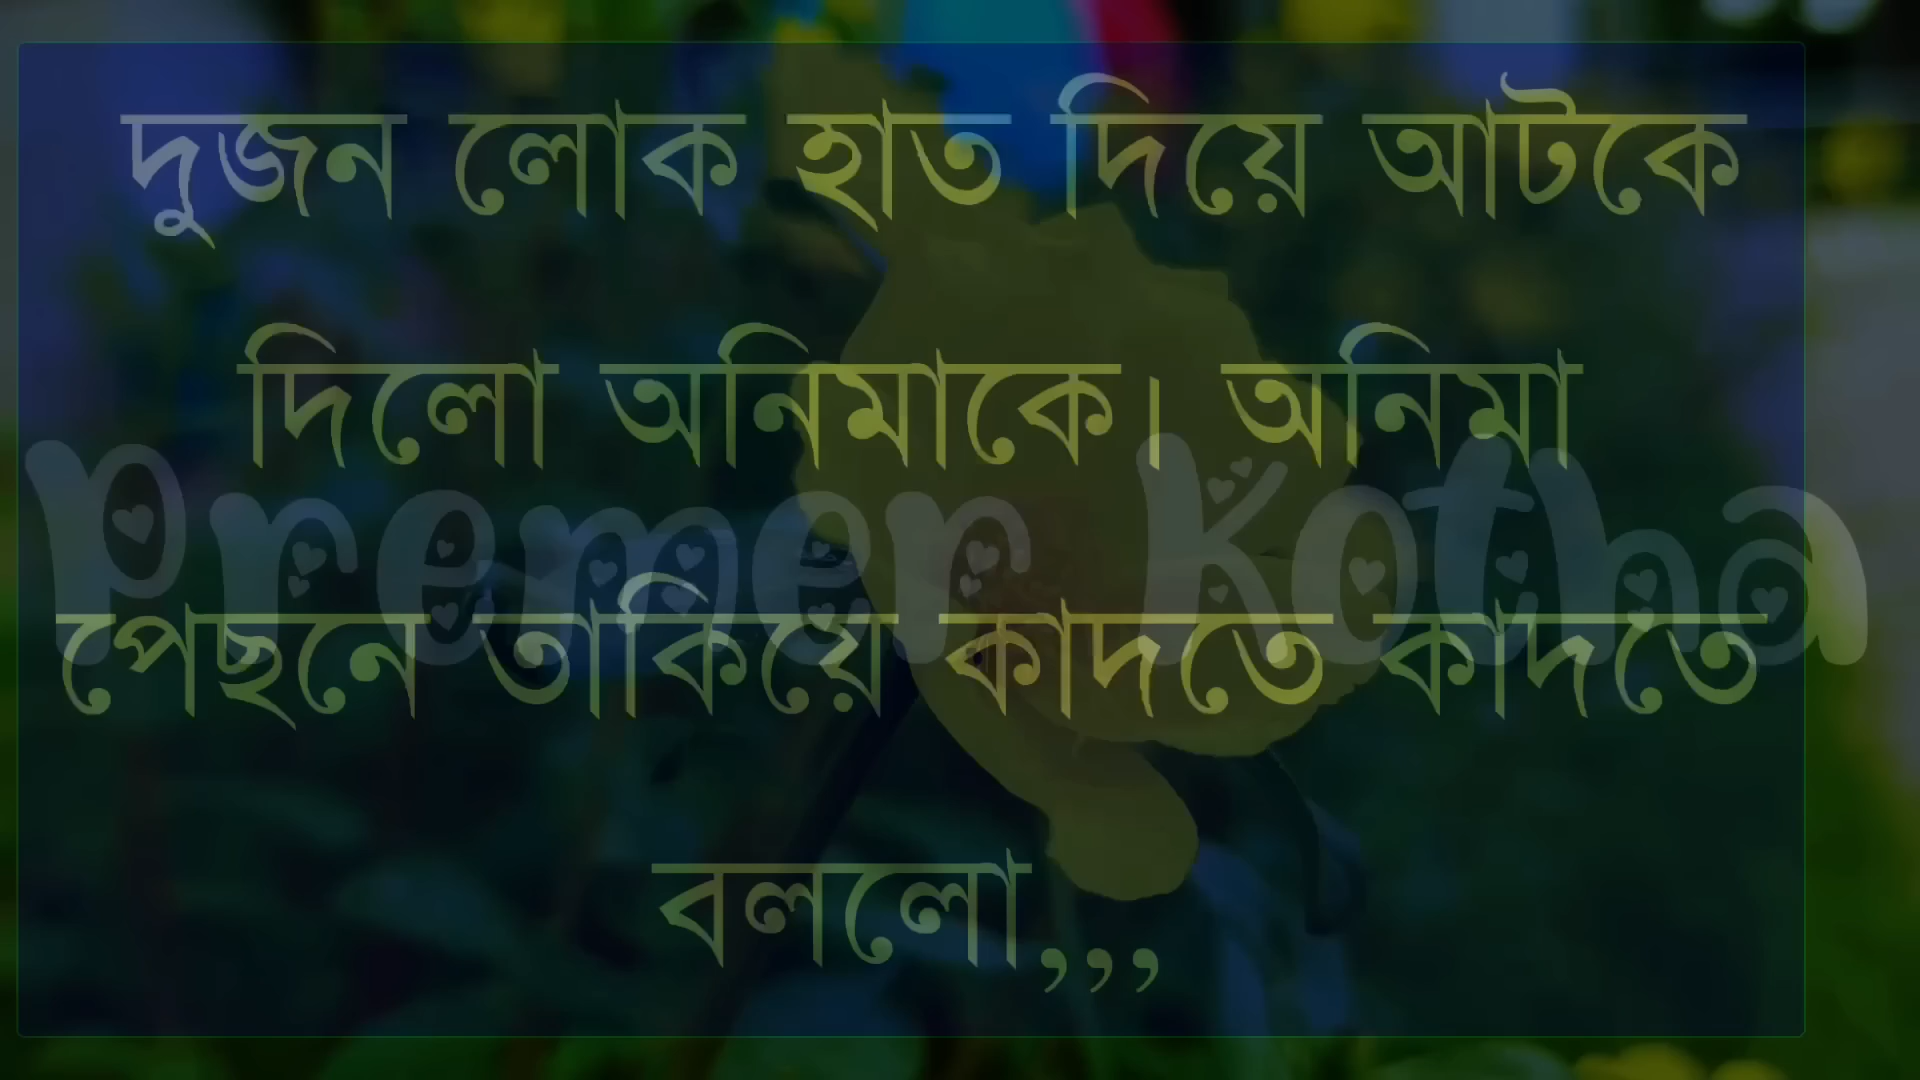 দুজন লোক হাত দিয়ে আটকে
দিলো অনিমাকে। অনিমা
Premer Kotha
পেছনে তাকিয়ে কাদতে কাদতে
বললো,,,